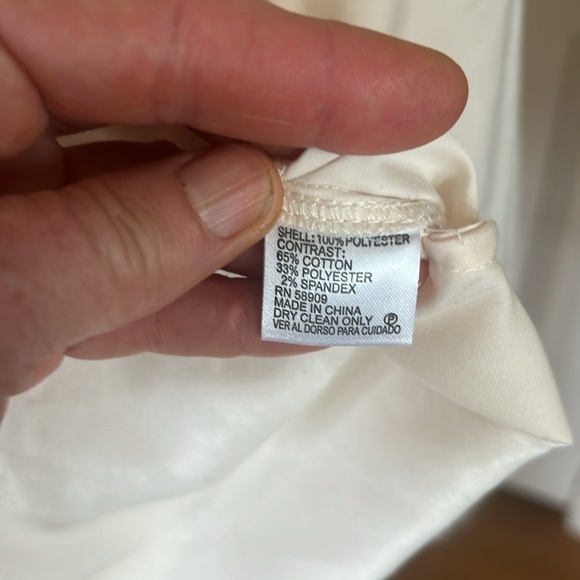 SHELL: 100% POLYESTER
CONTRAST:
65% COTTON
33% POLYESTER
2% SPANDEX
RN 58909
MADE IN CHINA
DRY CLEAN ONLY Ⓟ
VER AL DORSO PARA CUIDADO